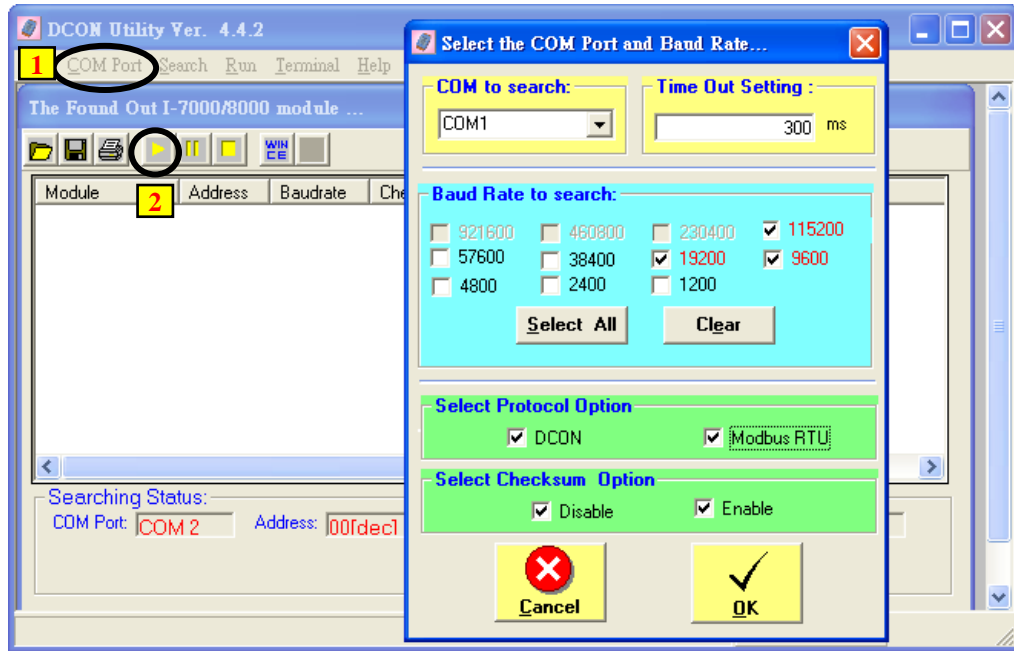 DCON Utility Ver. 4.4.2
1 COM Port Search Run Terminal Help
The Found Out I-7000/8000 module ...
WIN CE
2
Module Address Baudrate Che
Searching Status:
COM Port: COM 2 Address: 00[dec]
Select the COM Port and Baud Rate...
COM to search: Time Out Setting :
COM1 300 ms
Baud Rate to search:
921600 460800 230400 115200
57600 38400 19200 9600
4800 2400 1200
Select All Clear
Select Protocol Option
DCON Modbus RTU
Select Checksum Option
Disable Enable
Cancel OK